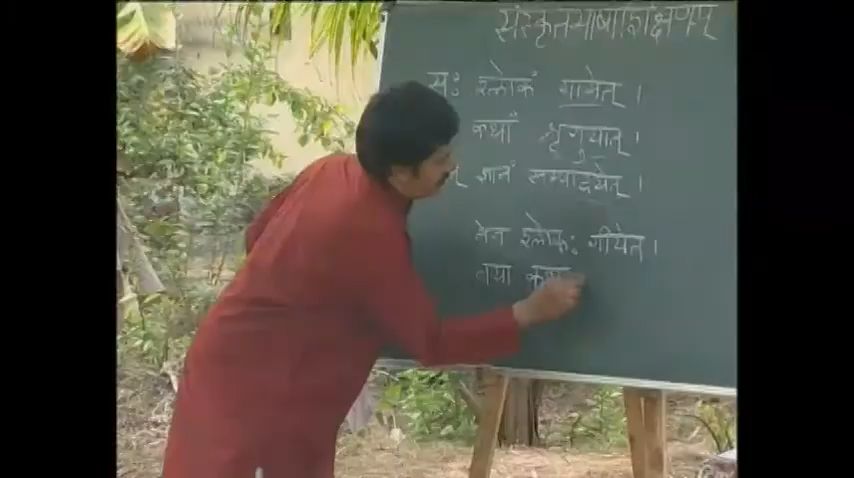 संस्कृतभाषाशिक्षणम्
सः श्लोकं गायेत् ।
कथां शृणुयात् ।
त् ज्ञानं सम्पादयेत् ।
तेन श्लोकः गीयेत ।
तया कथा